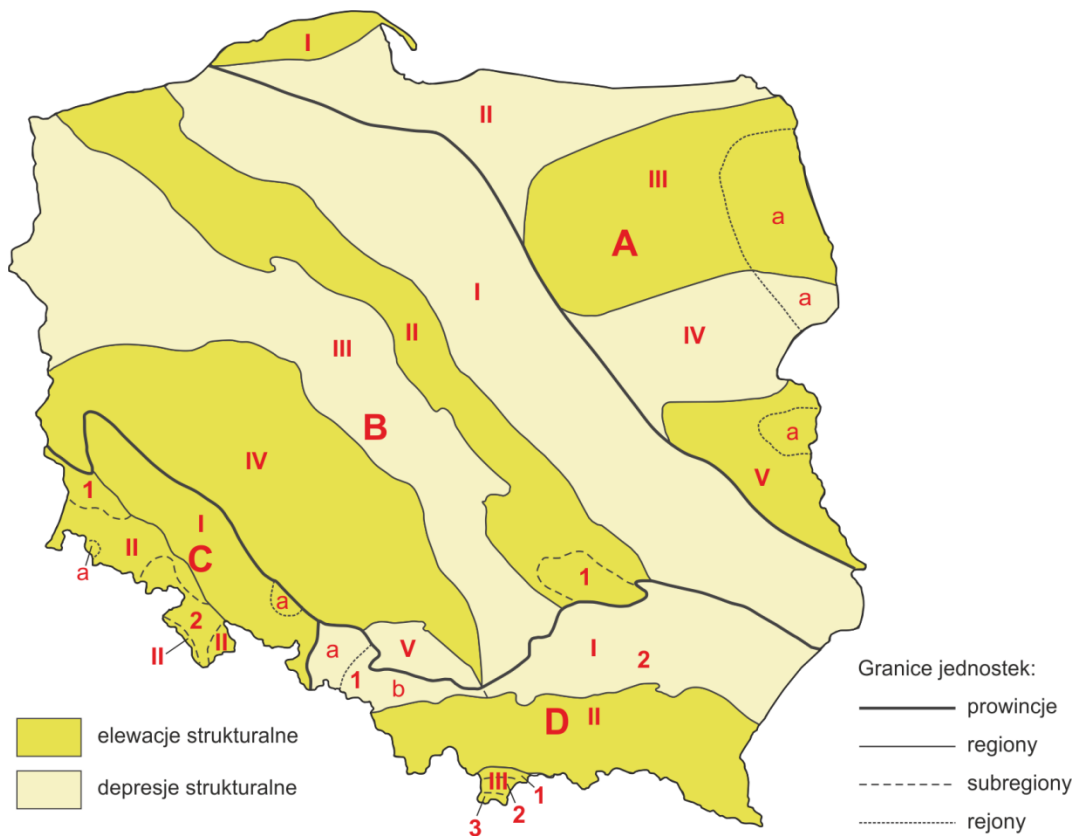 I
II
III
A
a
a
I
II
IV
III
B
a
V
IV
1
I
II
C
a
1
a
2
II
II
a
V
I
2
1
b
D
II
III
1
2
3
elewacje strukturalne
depresje strukturalne
Granice jednostek:
prowincje
regiony
subregiony
rejony